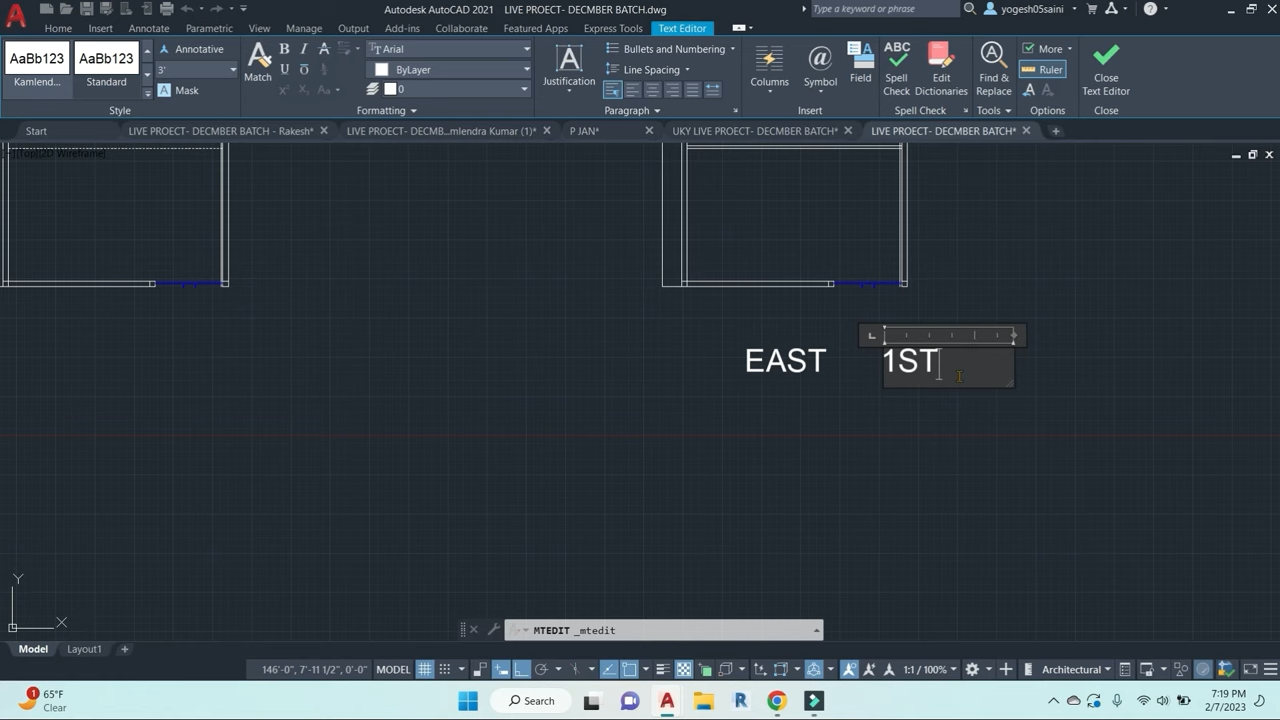 Autodesk AutoCAD 2021 LIVE PROECT- DECMBER BATCH.dwg
Type a keyword or phrase
yogesh05saini
Home Insert Annotate Parametric View Manage Output Add-ins Collaborate Express Tools Featured Apps Text Editor
AaBb123 AaBb123 Annotative Match Arial Justification Bullets and Numbering Columns Symbol Field ABC Spell Check Edit Dictionaries Find & Replace More Close Text Editor
3' ByLayer Line Spacing Ruler
Kamlend... Standard Mask 0
Style Formatting Paragraph Insert Spell Check Tools Options Close
Start LIVE PROECT- DECMBER BATCH - Rakesh* LIVE PROECT- DECMB...mlendra Kumar (1)* P JAN* UKY LIVE PROECT- DECMBER BATCH* LIVE PROECT- DECMBER BATCH*
EAST 1ST
Y
X
MTEDIT _mtedit
Model Layout1
146'-0", 7'-11 1/2", 0'-0" MODEL 1:1 / 100% Architectural
65°F
Clear
Search
7:19 PM
2/7/2023